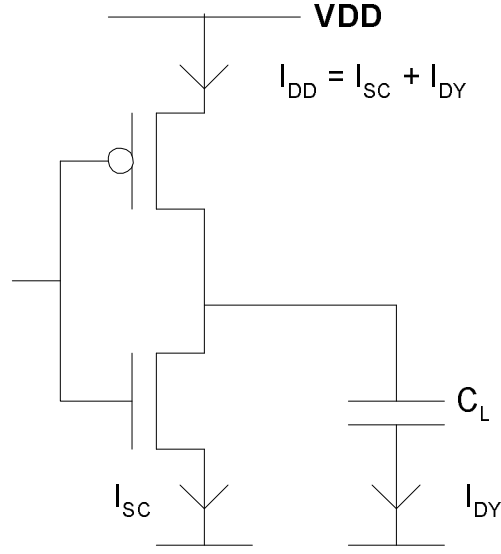 VDD
I_DD = I_SC + I_DY
C_L
I_SC
I_DY